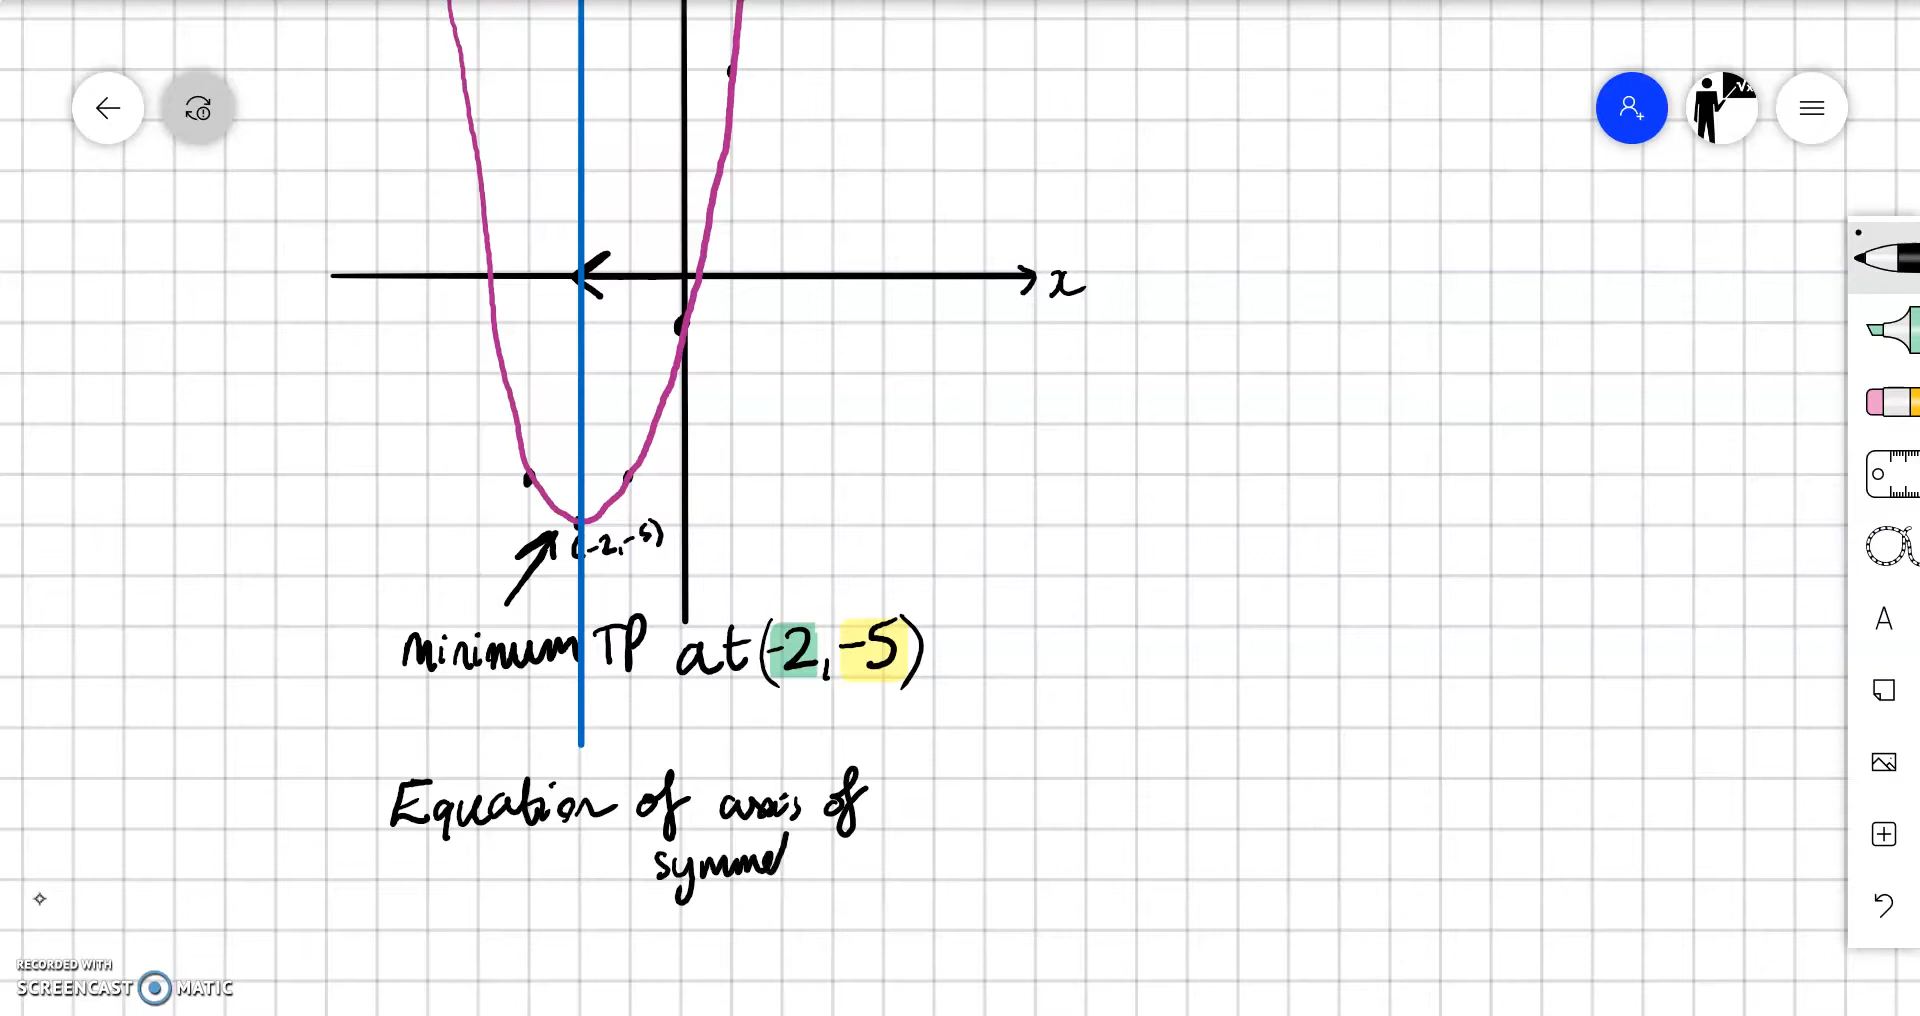 x
(-2,-5)
minimum TP at (-2, -5)
Equation of axis of
symme
√x
A
RECORDED WITH
SCREENCAST MATIC